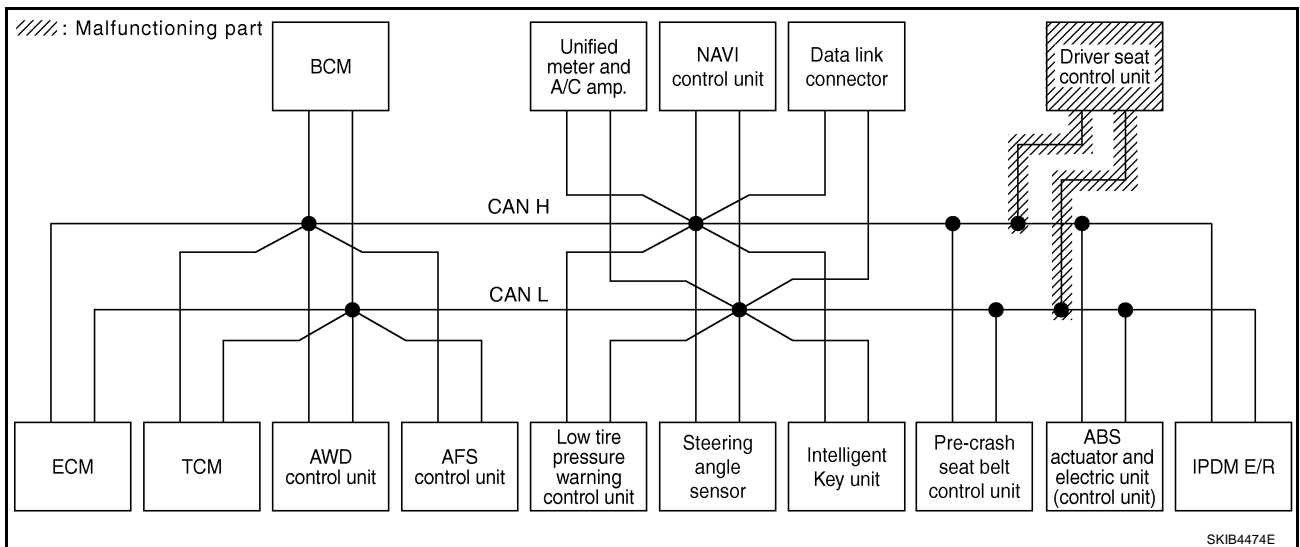 : Malfunctioning part
BCM
Unified
meter and
A/C amp.
NAVI
control unit
Data link
connector
Driver seat
control unit
CAN H
CAN L
ECM
TCM
AWD
control unit
AFS
control unit
Low tire
pressure
warning
control unit
Steering
angle
sensor
Intelligent
Key unit
Pre-crash
seat belt
control unit
ABS
actuator and
electric unit
(control unit)
IPDM E/R
SKIB4474E